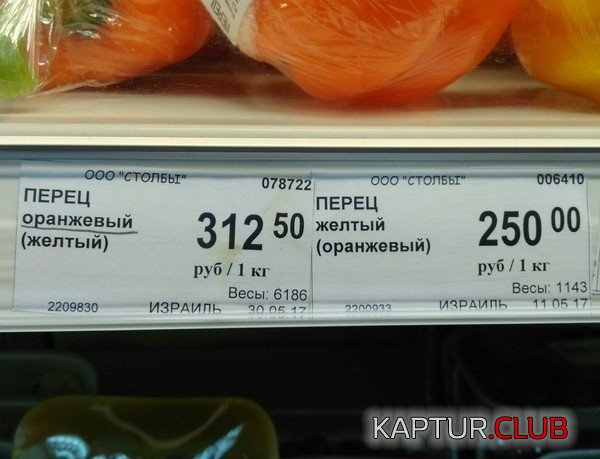 ООО "СТОЛБЫ"
078722
ПЕРЕЦ
оранжевый
(желтый)
312 50
руб / 1 кг
Весы: 6186
2209830 ИЗРАИЛЬ 30.05.17
ООО "СТОЛБЫ"
006410
ПЕРЕЦ
желтый
(оранжевый)
250 00
руб / 1 кг
Весы: 1143
2200933 ИЗРАИЛЬ 11.05.17
KAPTUR.CLUB